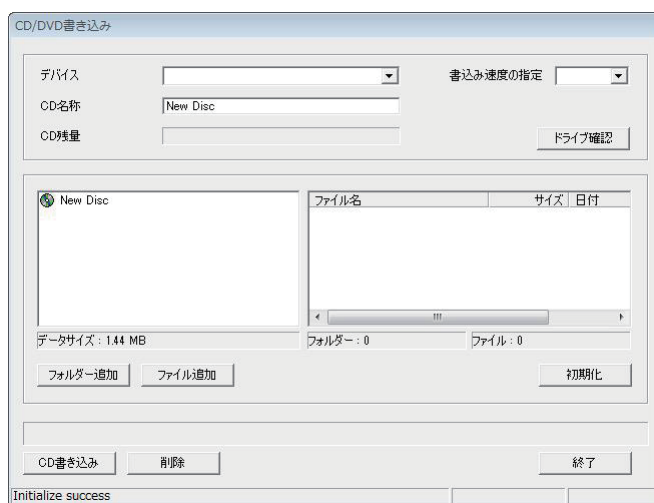 CD/DVD書き込み
デバイス
書込み速度の指定
CD名称
New Disc
CD残量
ドライブ確認
New Disc
ファイル名 サイズ 日付
データサイズ : 1.44 MB
フォルダー : 0
ファイル : 0
フォルダー追加
ファイル追加
初期化
CD書き込み
削除
終了
Initialize success